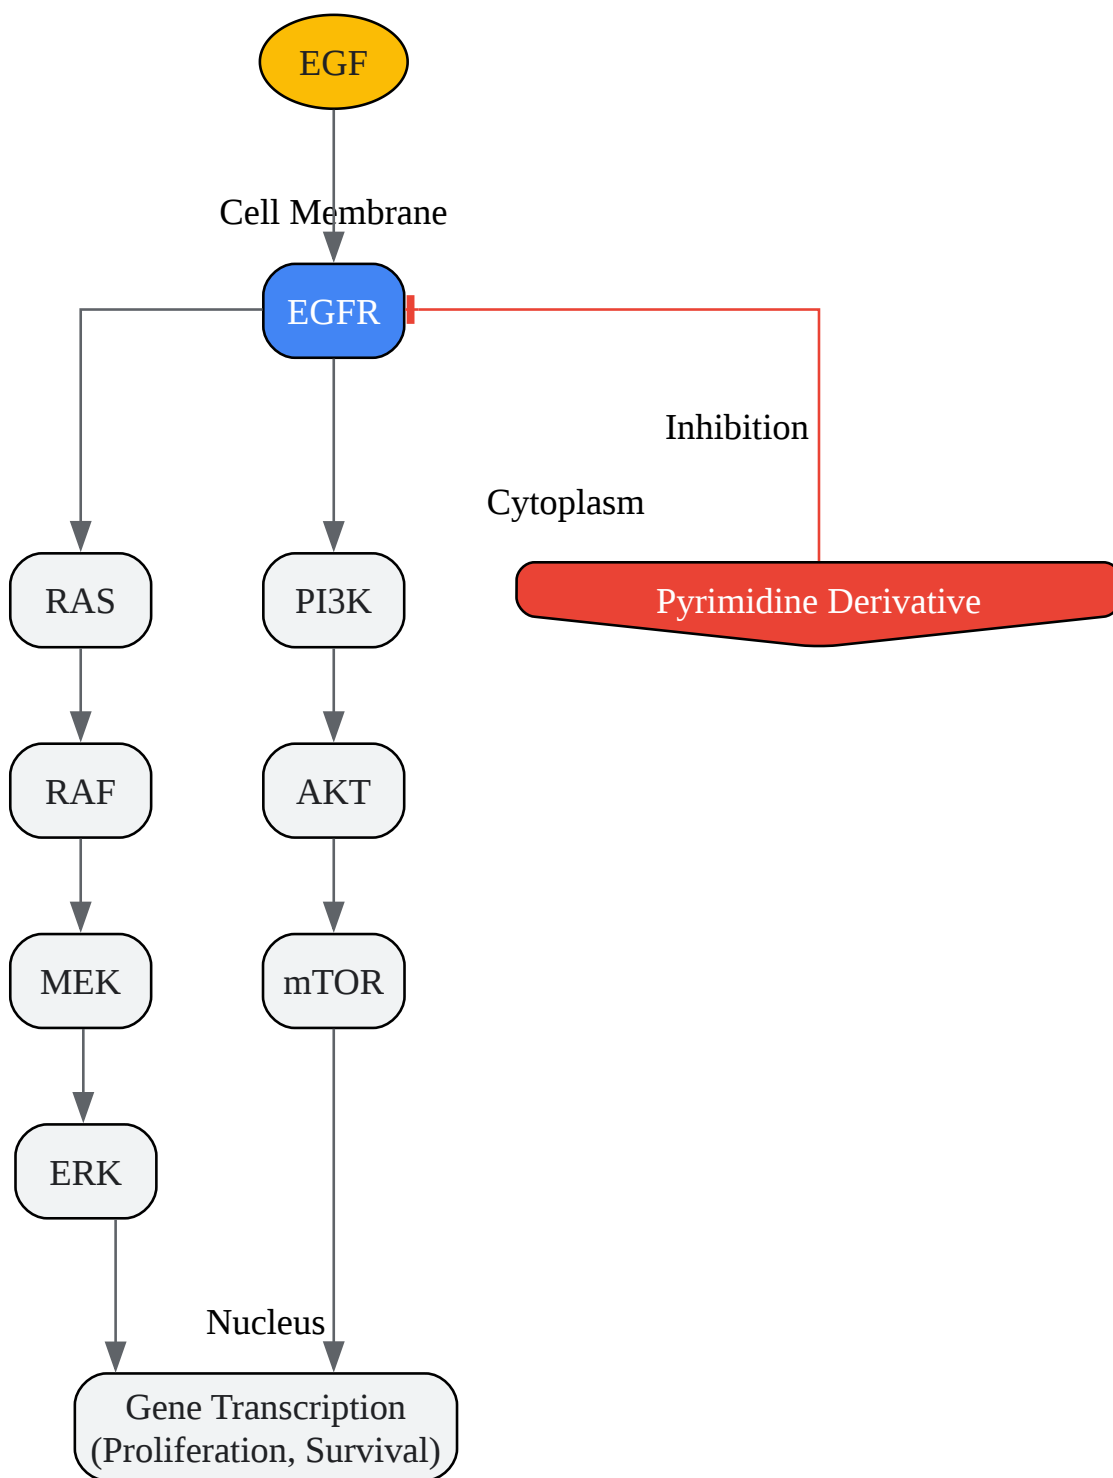 EGF
Cell Membrane
EGFR
Inhibition
Cytoplasm
RAS
PI3K
Pyrimidine Derivative
RAF
AKT
MEK
mTOR
ERK
Nucleus
Gene Transcription
(Proliferation, Survival)